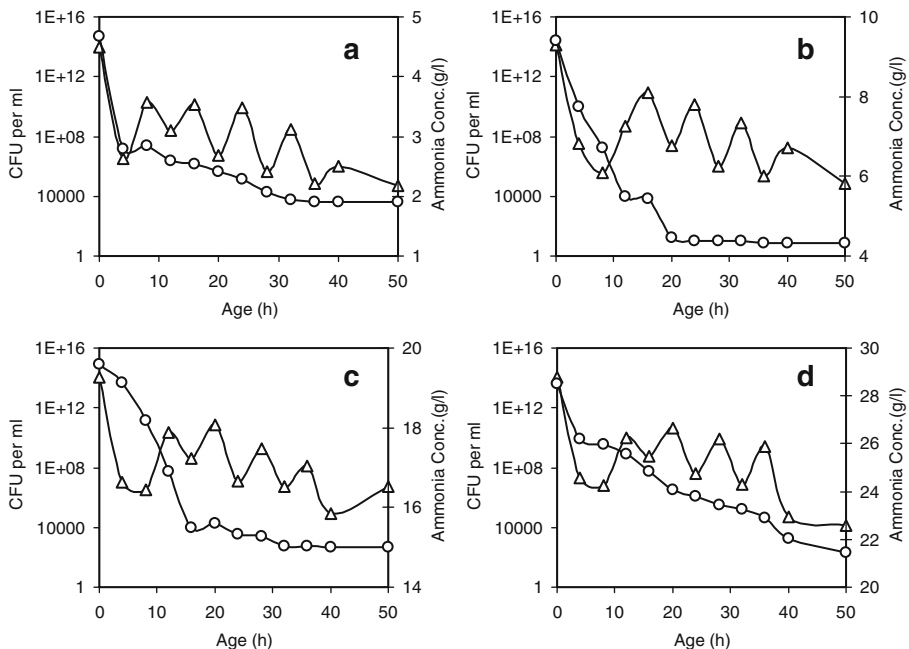 a
1E+16
1E+12
1E+08
10000
1
CFU per ml
5
4
3
2
1
Ammonia Conc.(g/l)
0 10 20 30 40 50
Age (h)
b
1E+16
1E+12
1E+08
10000
1
CFU per ml
10
8
6
4
Ammonia Conc.(g/l)
0 10 20 30 40 50
Age (h)
c
1E+16
1E+12
1E+08
10000
1
CFU per ml
20
18
16
14
Ammonia Conc.(g/l)
0 10 20 30 40 50
Age (h)
d
1E+16
1E+12
1E+08
10000
1
CFU per ml
30
28
26
24
22
20
Ammonia Conc.(g/l)
0 10 20 30 40 50
Age (h)